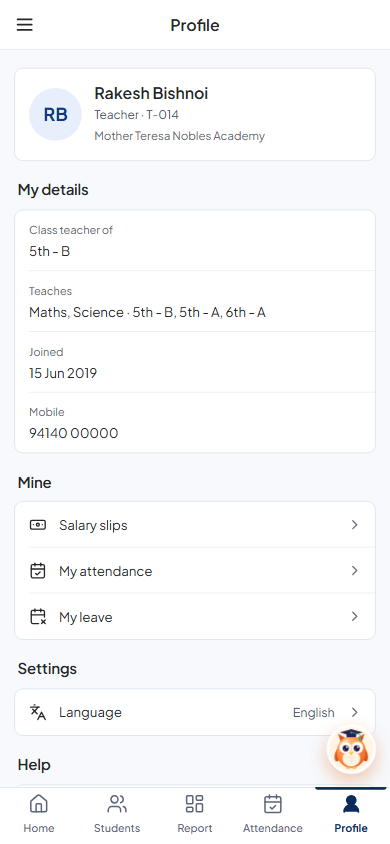 Profile
RB
Rakesh Bishnoi
Teacher · T-014
Mother Teresa Nobles Academy
My details
Class teacher of
5th - B
Teaches
Maths, Science · 5th - B, 5th - A, 6th - A
Joined
15 Jun 2019
Mobile
94140 00000
Mine
Salary slips
My attendance
My leave
Settings
Language English
Help
Home Students Report Attendance Profile